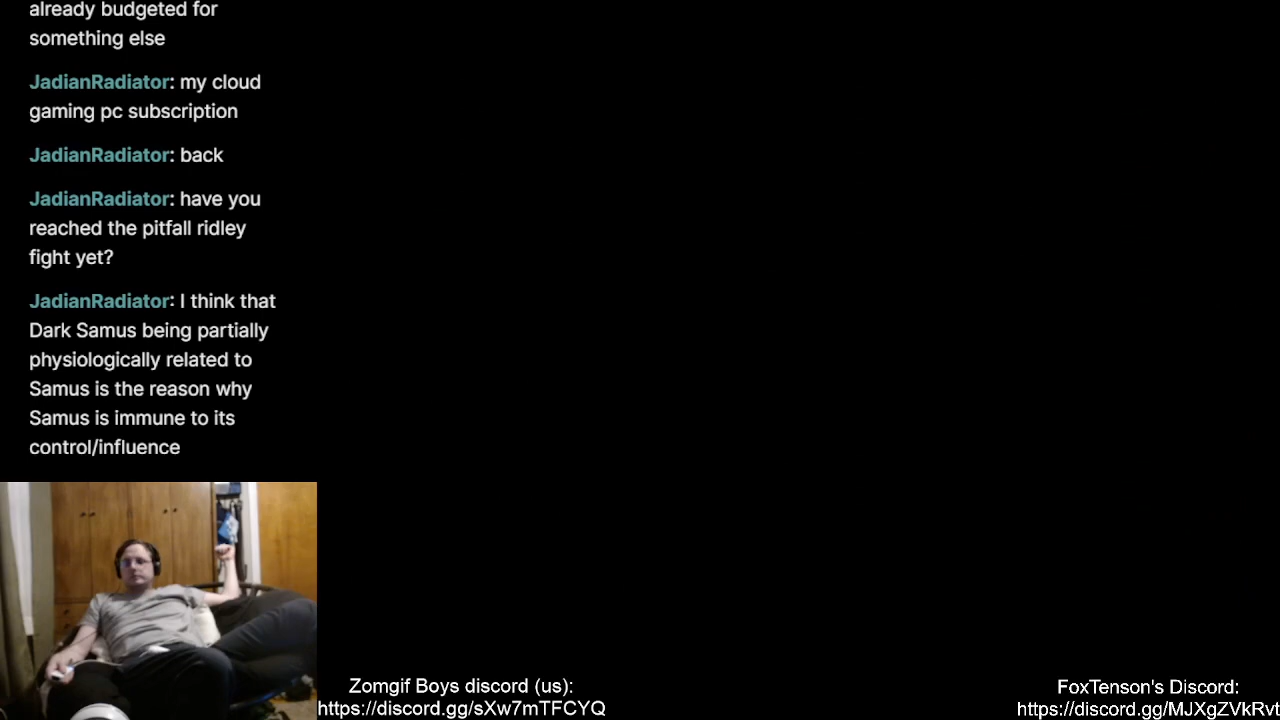 already budgeted for
something else
JadianRadiator: my cloud
gaming pc subscription
JadianRadiator: back
JadianRadiator: have you
reached the pitfall ridley
fight yet?
JadianRadiator: I think that
Dark Samus being partially
physiologically related to
Samus is the reason why
Samus is immune to its
control/influence
Zomgif Boys discord (us):
https://discord.gg/sXw7mTFCYQ
FoxTenson's Discord:
https://discord.gg/MJXgZVkRvt